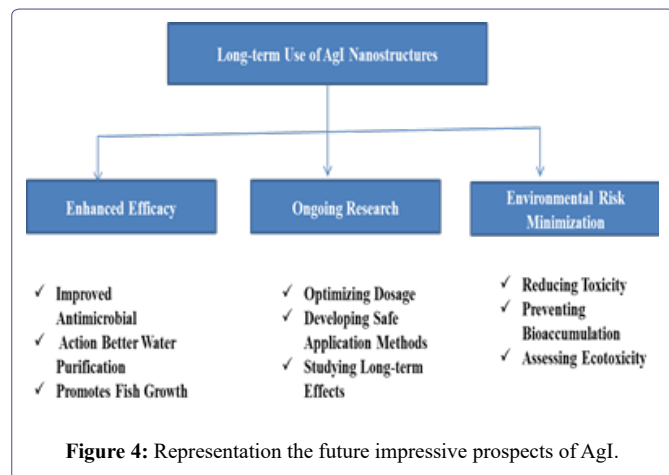 Long-term Use of AgI Nanostructures
Enhanced Efficacy
Ongoing Research
Environmental Risk
Minimization
✓ Improved
Antimicrobial
✓ Action Better Water
Purification
✓ Promotes Fish Growth
✓ Optimizing Dosage
✓ Developing Safe
Application Methods
✓ Studying Long-term
Effects
✓ Reducing Toxicity
✓ Preventing
Bioaccumulation
✓ Assessing Ecotoxicity
Figure 4: Representation the future impressive prospects of AgI.